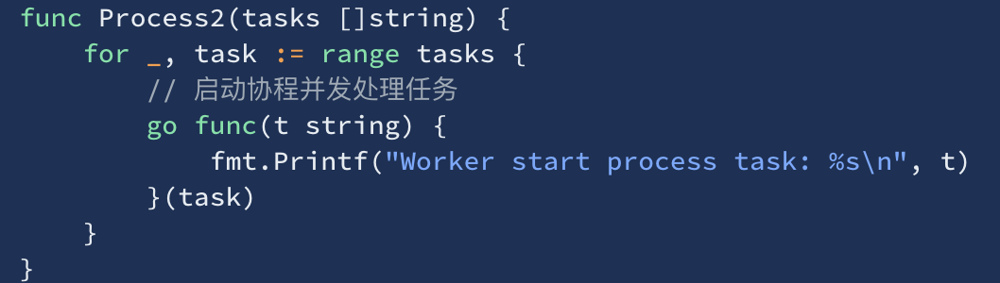 func Process2(tasks []string) {
    for _, task := range tasks {
        // 启动协程并发处理任务
        go func(t string) {
            fmt.Printf("Worker start process task: %s\n", t)
        }(task)
    }
}